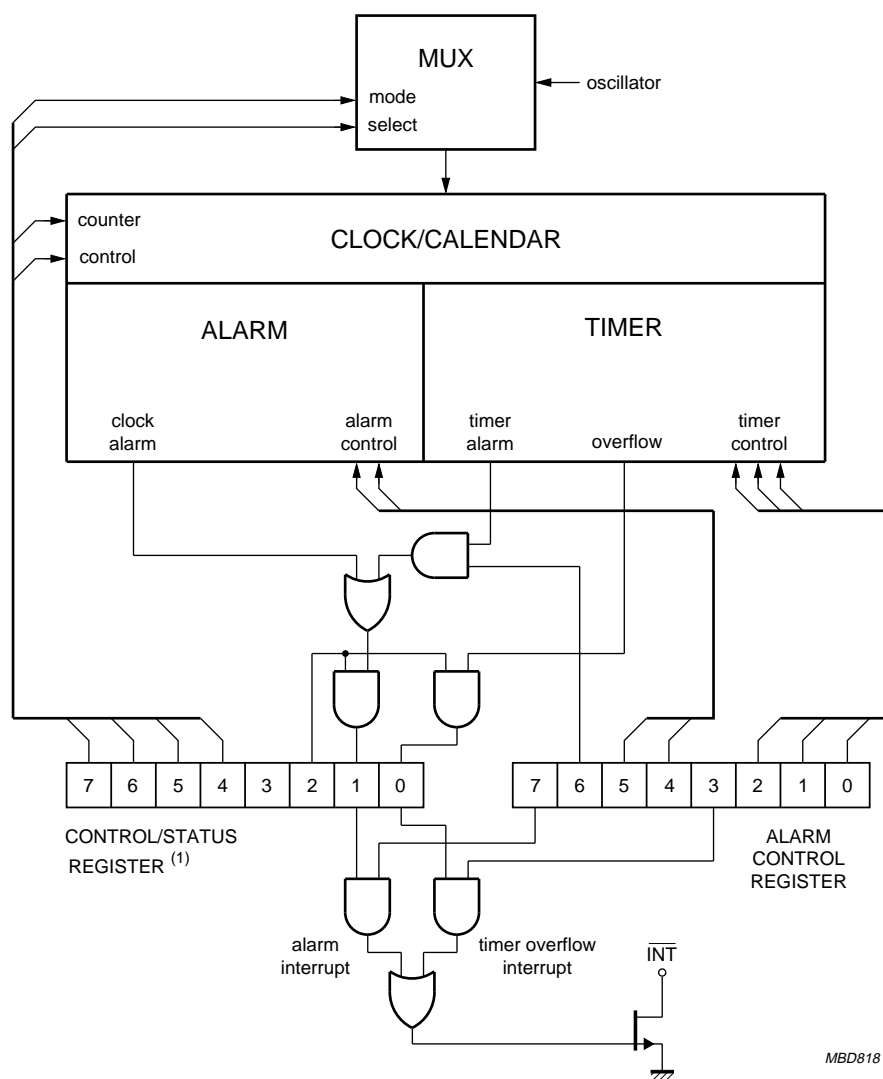 MUX
mode
select
oscillator
counter
control
CLOCK/CALENDAR
ALARM
TIMER
clock
alarm
alarm
control
timer
alarm
overflow
timer
control
7 6 5 4 3 2 1 0
7 6 5 4 3 2 1 0
CONTROL/STATUS
REGISTER (1)
ALARM
CONTROL
REGISTER
alarm
interrupt
timer overflow
interrupt
INT
MBD818